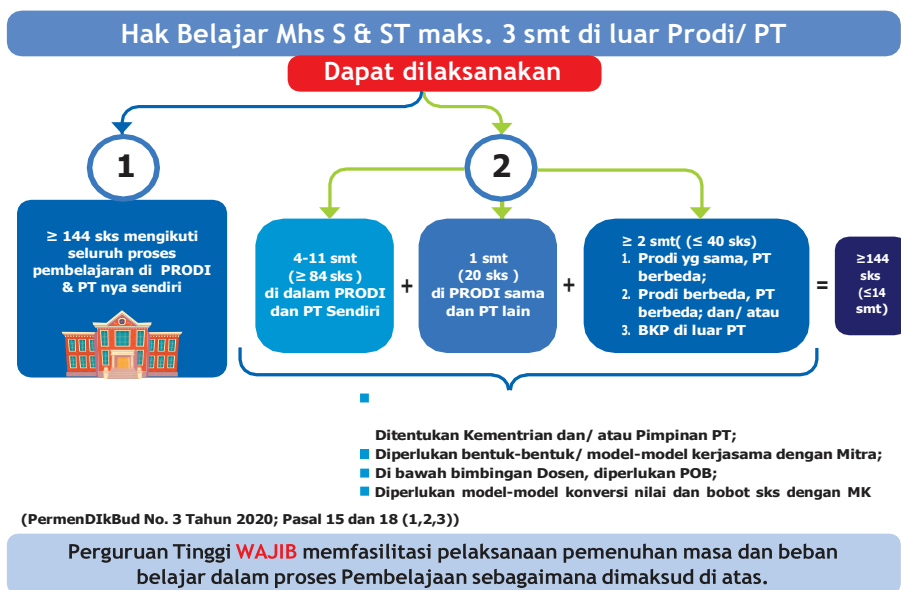 Hak Belajar Mhs S & ST maks. 3 smt di luar Prodi/ PT
Dapat dilaksanakan
1
2
≥ 144 sks mengikuti
seluruh proses
pembelajaran di PRODI
& PT nya sendiri
4-11 smt
(≥ 84 sks )
di dalam PRODI
dan PT Sendiri
+
1 smt
(20 sks )
di PRODI sama
dan PT lain
+
≥ 2 smt( (≤ 40 sks)
1. Prodi yg sama, PT
berbeda;
2. Prodi berbeda, PT
berbeda; dan/ atau
3. BKP di luar PT
=
≥144
sks
(≤14
smt)
Ditentukan Kementrian dan/ atau Pimpinan PT;
Diperlukan bentuk-bentuk/ model-model kerjasama dengan Mitra;
Di bawah bimbingan Dosen, diperlukan POB;
Diperlukan model-model konversi nilai dan bobot sks dengan MK
(PermenDIkBud No. 3 Tahun 2020; Pasal 15 dan 18 (1,2,3))
Perguruan Tinggi WAJIB memfasilitasi pelaksanaan pemenuhan masa dan beban
belajar dalam proses Pembelajaan sebagaimana dimaksud di atas.